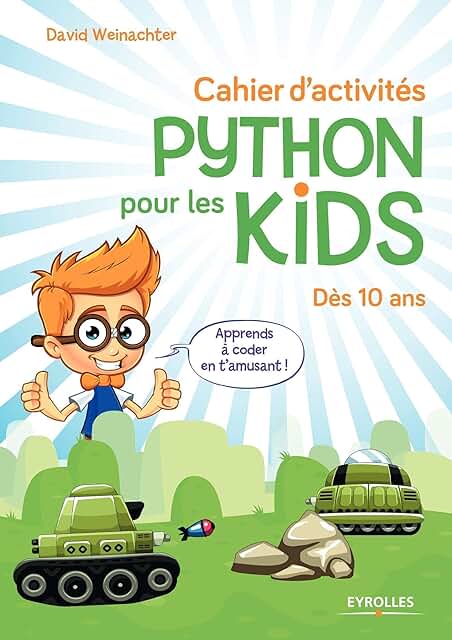 David Weinachter
Cahier d'activités
PYTHON
pour les KiDS
Dès 10 ans
Apprends
à coder
en t'amusant !
EYROLLES